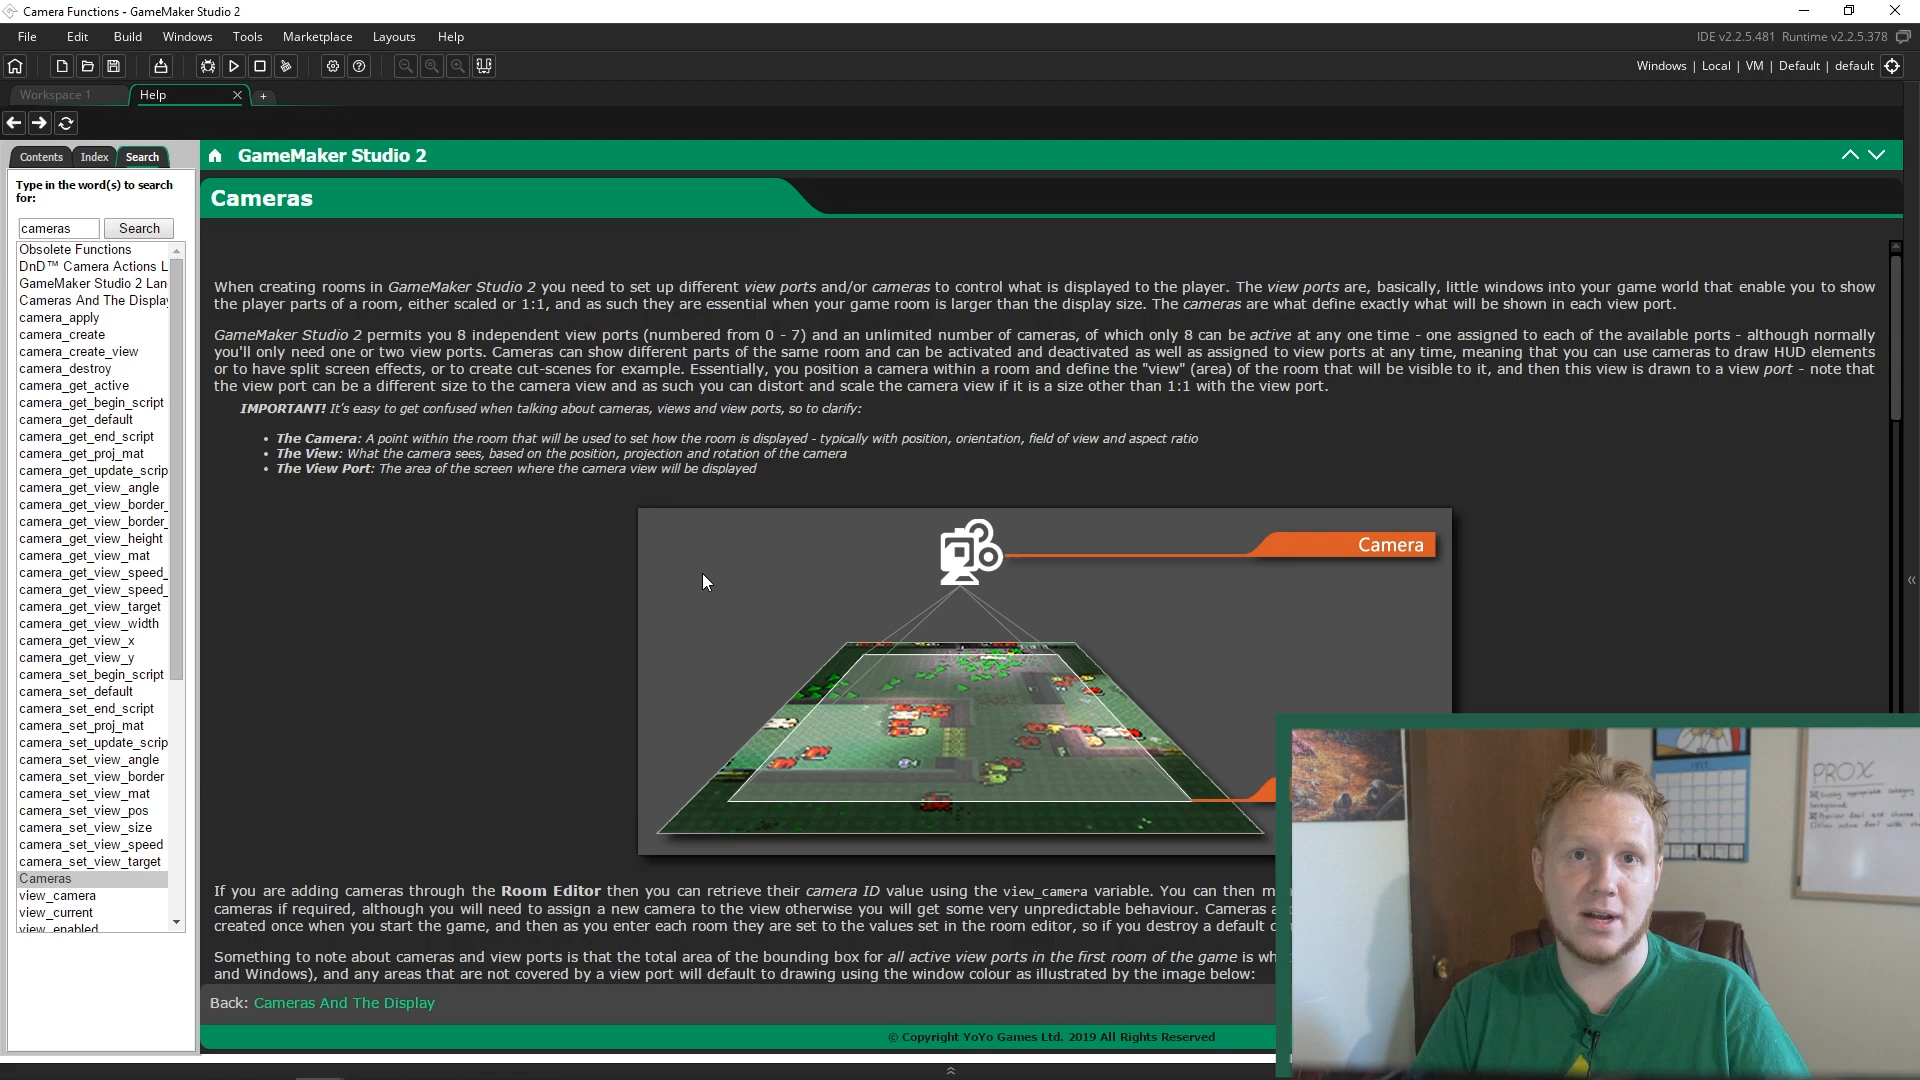 Camera Functions - GameMaker Studio 2
File Edit Build Windows Tools Marketplace Layouts Help
IDE v2.2.5.481 Runtime v2.2.5.378
Windows | Local | VM | Default | default
Workspace 1
Help
Contents Index Search
Type in the word(s) to search
for:
cameras
Search
Obsolete Functions
DnD™ Camera Actions L
GameMaker Studio 2 Lan
Cameras And The Display
camera_apply
camera_create
camera_create_view
camera_destroy
camera_get_active
camera_get_begin_script
camera_get_default
camera_get_end_script
camera_get_proj_mat
camera_get_update_scrip
camera_get_view_angle
camera_get_view_border_
camera_get_view_border_
camera_get_view_height
camera_get_view_mat
camera_get_view_speed_
camera_get_view_speed_
camera_get_view_target
camera_get_view_width
camera_get_view_x
camera_get_view_y
camera_set_begin_script
camera_set_default
camera_set_end_script
camera_set_proj_mat
camera_set_update_scrip
camera_set_view_angle
camera_set_view_border
camera_set_view_mat
camera_set_view_pos
camera_set_view_size
camera_set_view_speed
camera_set_view_target
Cameras
view_camera
view_current
view_enabled
GameMaker Studio 2
Cameras
When creating rooms in GameMaker Studio 2 you need to set up different view ports and/or cameras to control what is displayed to the player. The view ports are, basically, little windows into your game world that enable you to show
the player parts of a room, either scaled or 1:1, and as such they are essential when your game room is larger than the display size. The cameras are what define exactly what will be shown in each view port.
GameMaker Studio 2 permits you 8 independent view ports (numbered from 0 - 7) and an unlimited number of cameras, of which only 8 can be active at any one time - one assigned to each of the available ports - although normally
you'll only need one or two view ports. Cameras can show different parts of the same room and can be activated and deactivated as well as assigned to view ports at any time, meaning that you can use cameras to draw HUD elements
or to have split screen effects, or to create cut-scenes for example. Essentially, you position a camera within a room and define the "view" (area) of the room that will be visible to it, and then this view is drawn to a view port - note that
the view port can be a different size to the camera view and as such you can distort and scale the camera view if it is a size other than 1:1 with the view port.
IMPORTANT! It's easy to get confused when talking about cameras, views and view ports, so to clarify:
• The Camera: A point within the room that will be used to set how the room is displayed - typically with position, orientation, field of view and aspect ratio
• The View: What the camera sees, based on the position, projection and rotation of the camera
• The View Port: The area of the screen where the camera view will be displayed
Camera
If you are adding cameras through the Room Editor then you can retrieve their camera ID value using the view_camera variable. You can then m
cameras if required, although you will need to assign a new camera to the view otherwise you will get some very unpredictable behaviour. Cameras a
created once when you start the game, and then as you enter each room they are set to the values set in the room editor, so if you destroy a default c
Something to note about cameras and view ports is that the total area of the bounding box for all active view ports in the first room of the game is wh
and Windows), and any areas that are not covered by a view port will default to drawing using the window colour as illustrated by the image below:
Back: Cameras And The Display
© Copyright YoYo Games Ltd. 2019 All Rights Reserved
PROX
Display appropriate category
background.